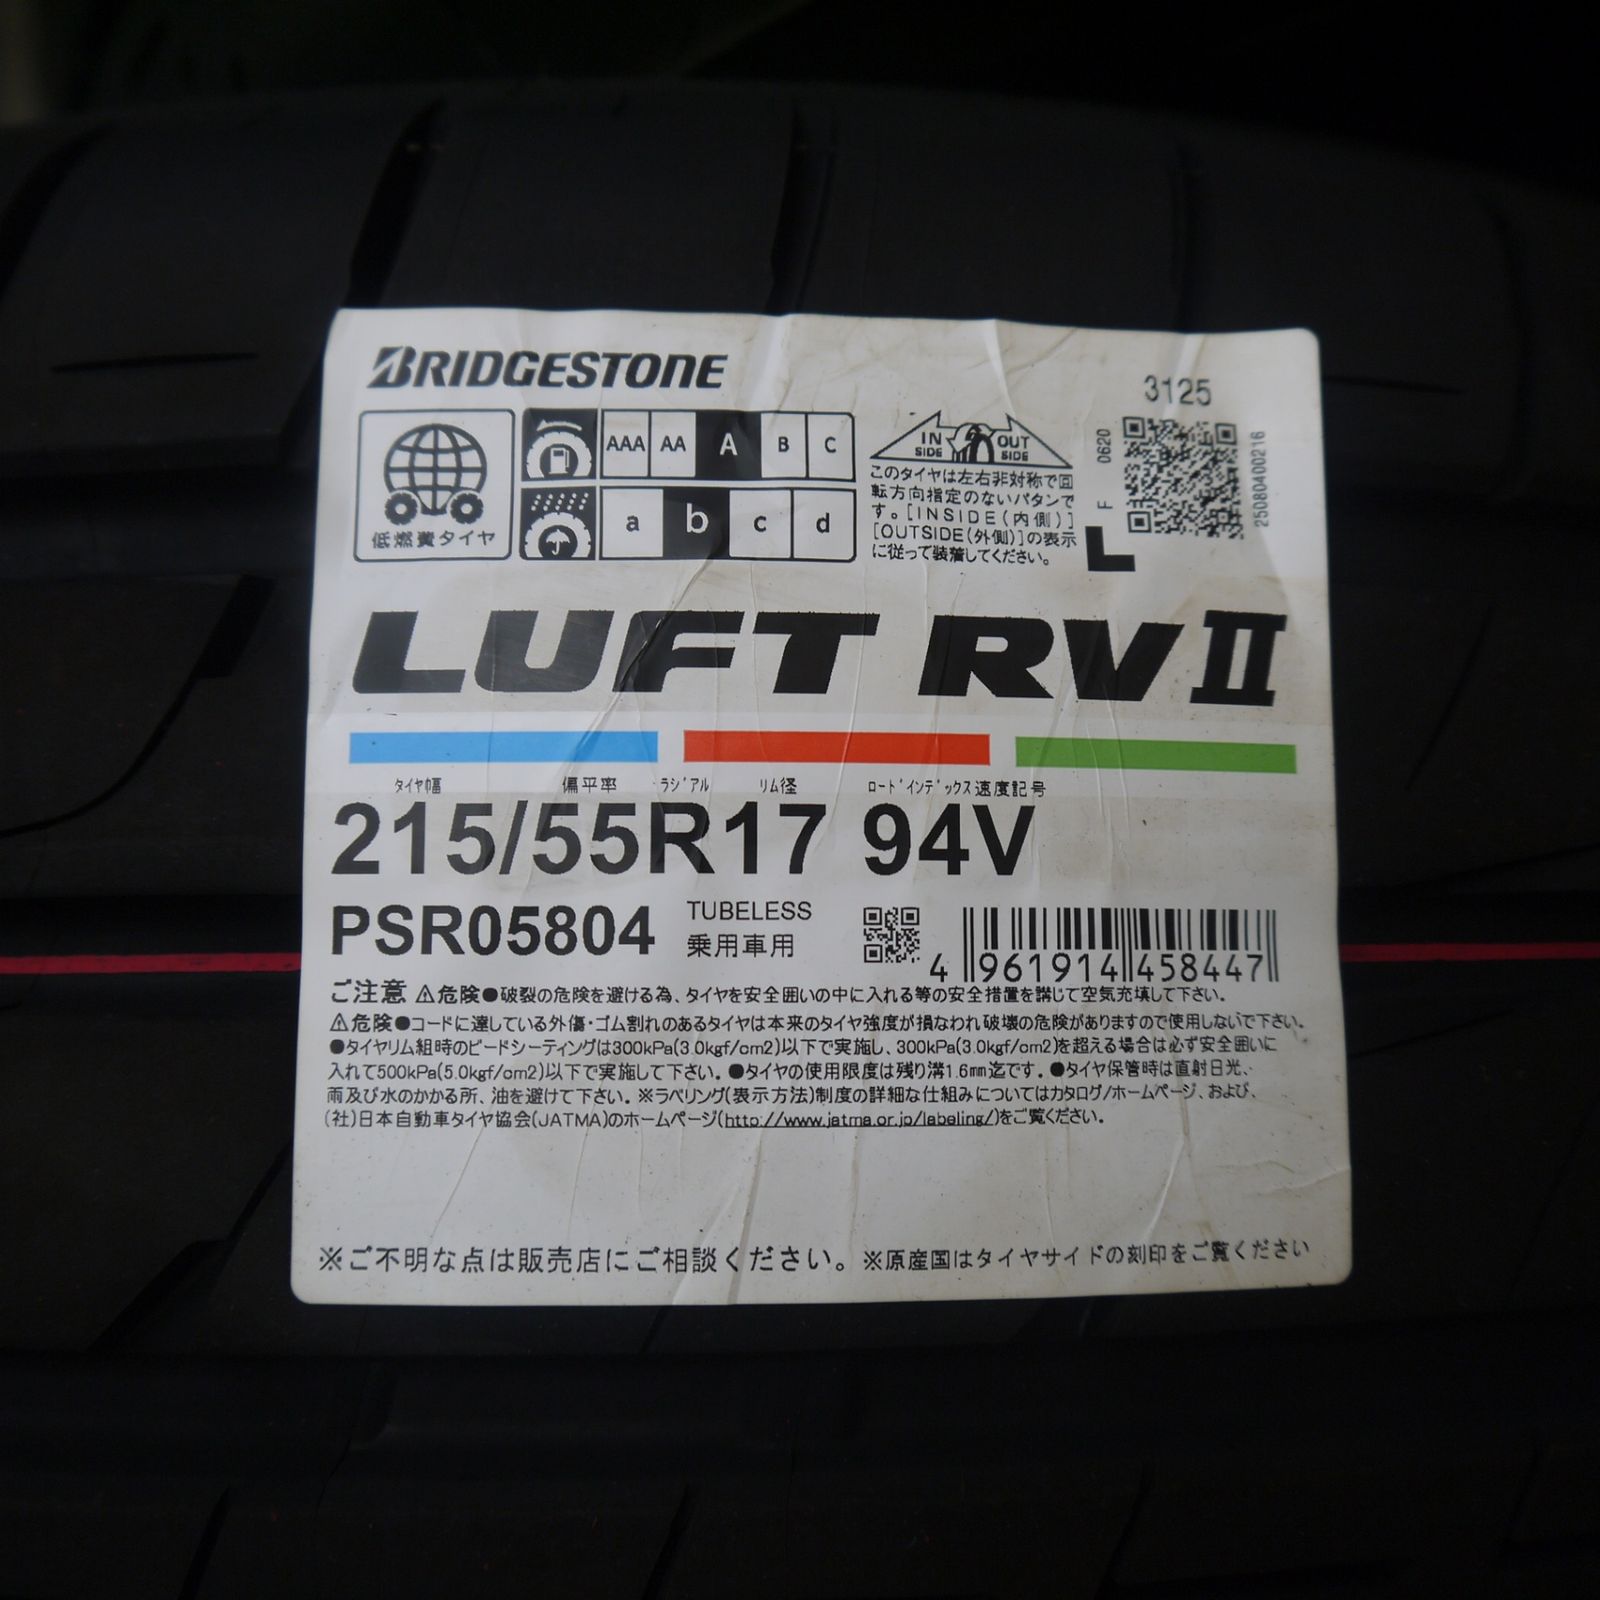 BRIDGESTONE
低燃費タイヤ
AAA AA A B C
a b c d
IN SIDE OUT SIDE
このタイヤは左右非対称で回
転方向指定のないパタンで
す。[INSIDE(内側)]
[OUTSIDE(外側)]の表示
に従って装着してください。
3125
F 0620
L
2508040021​6
LUFT RVII
タイヤ巾幅 偏平率 ラジアル リム径 ロードインデックス 速度記号
215/55R17 94V
PSR05804
TUBELESS
乗用車用
4 961914 458447
ご注意 ⚠危険●破裂の危険を避ける為、タイヤを安全囲いの中に入れる等の安全措置を講じて空気充填して下さい。
⚠危険●コードに達している外傷・ゴム割れのあるタイヤは本来のタイヤ強度が損なわれ破壊の危険がありますので使用しないで下さい。
●タイヤリム組時のビードシーティングは300kPa(3.0kgf/cm2)以下で実施し、300kPa(3.0kgf/cm2)を超える場合は必ず安全囲いに
入れて500kPa(5.0kgf/cm2)以下で実施して下さい。●タイヤの使用限度は残り溝1.6mm迄です。●タイヤ保管時は直射日光、
雨及び水のかかる所、油を避けて下さい。※ラベリング(表示方法)制度の詳細な仕組みについてはカタログ/ホームページ、および、
(社)日本自動車タイヤ協会(JATMA)のホームページ(http://www.jatma.or.jp/labeling/)をご覧ください。
※ご不明な点は販売店にご相談ください。※原産国はタイヤサイドの刻印をご覧ください